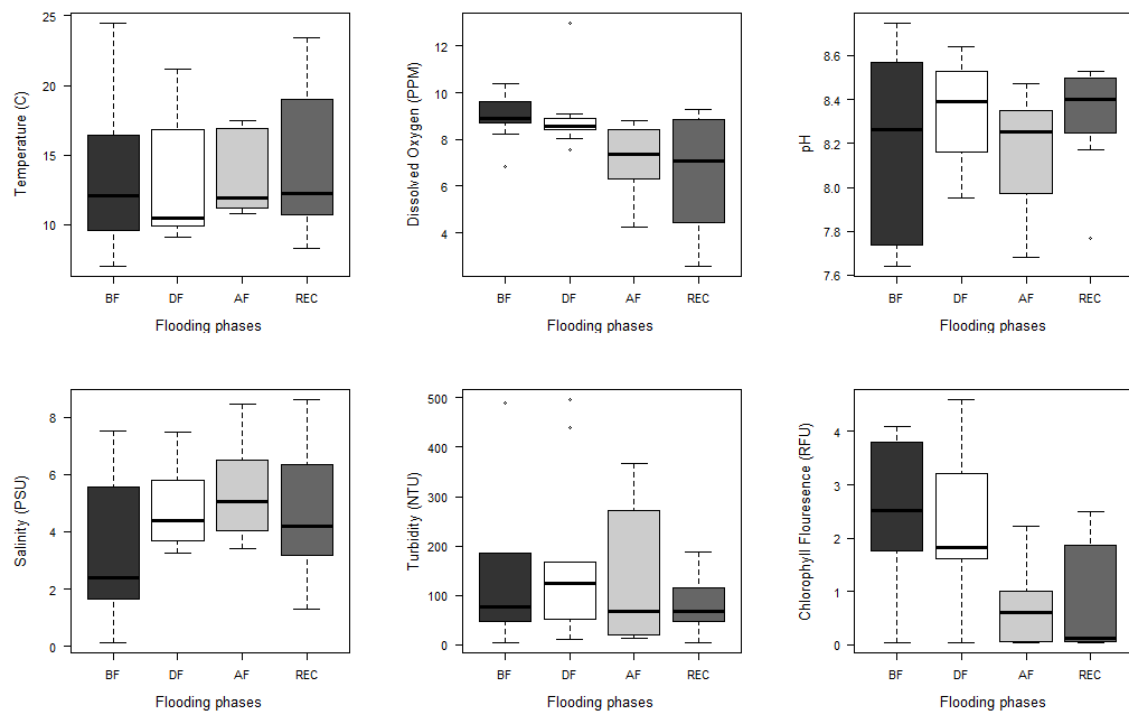 Temperature (C)
25
20
15
10
BF DF AF REC
Flooding phases
Dissolved Oxygen (PPM)
12
10
8
6
4
BF DF AF REC
Flooding phases
pH
8.6
8.4
8.2
8.0
7.8
7.6
BF DF AF REC
Flooding phases
Salinity (PSU)
8
6
4
2
0
BF DF AF REC
Flooding phases
Turbidity (NTU)
500
400
300
200
100
0
BF DF AF REC
Flooding phases
Chlorophyll Flouresence (RFU)
4
3
2
1
0
BF DF AF REC
Flooding phases